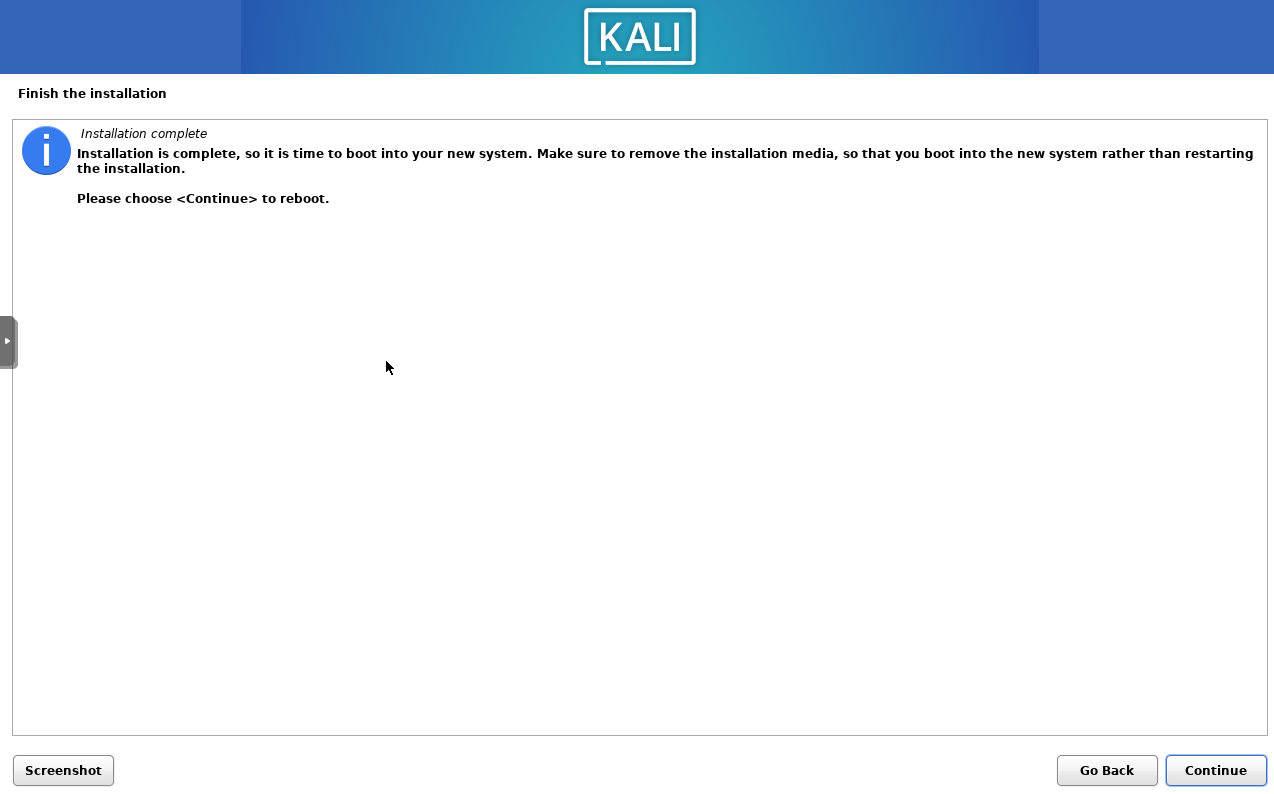 KALI
Finish the installation
Installation complete
Installation is complete, so it is time to boot into your new system. Make sure to remove the installation media, so that you boot into the new system rather than restarting
the installation.
Please choose <Continue> to reboot.
Screenshot
Go Back
Continue